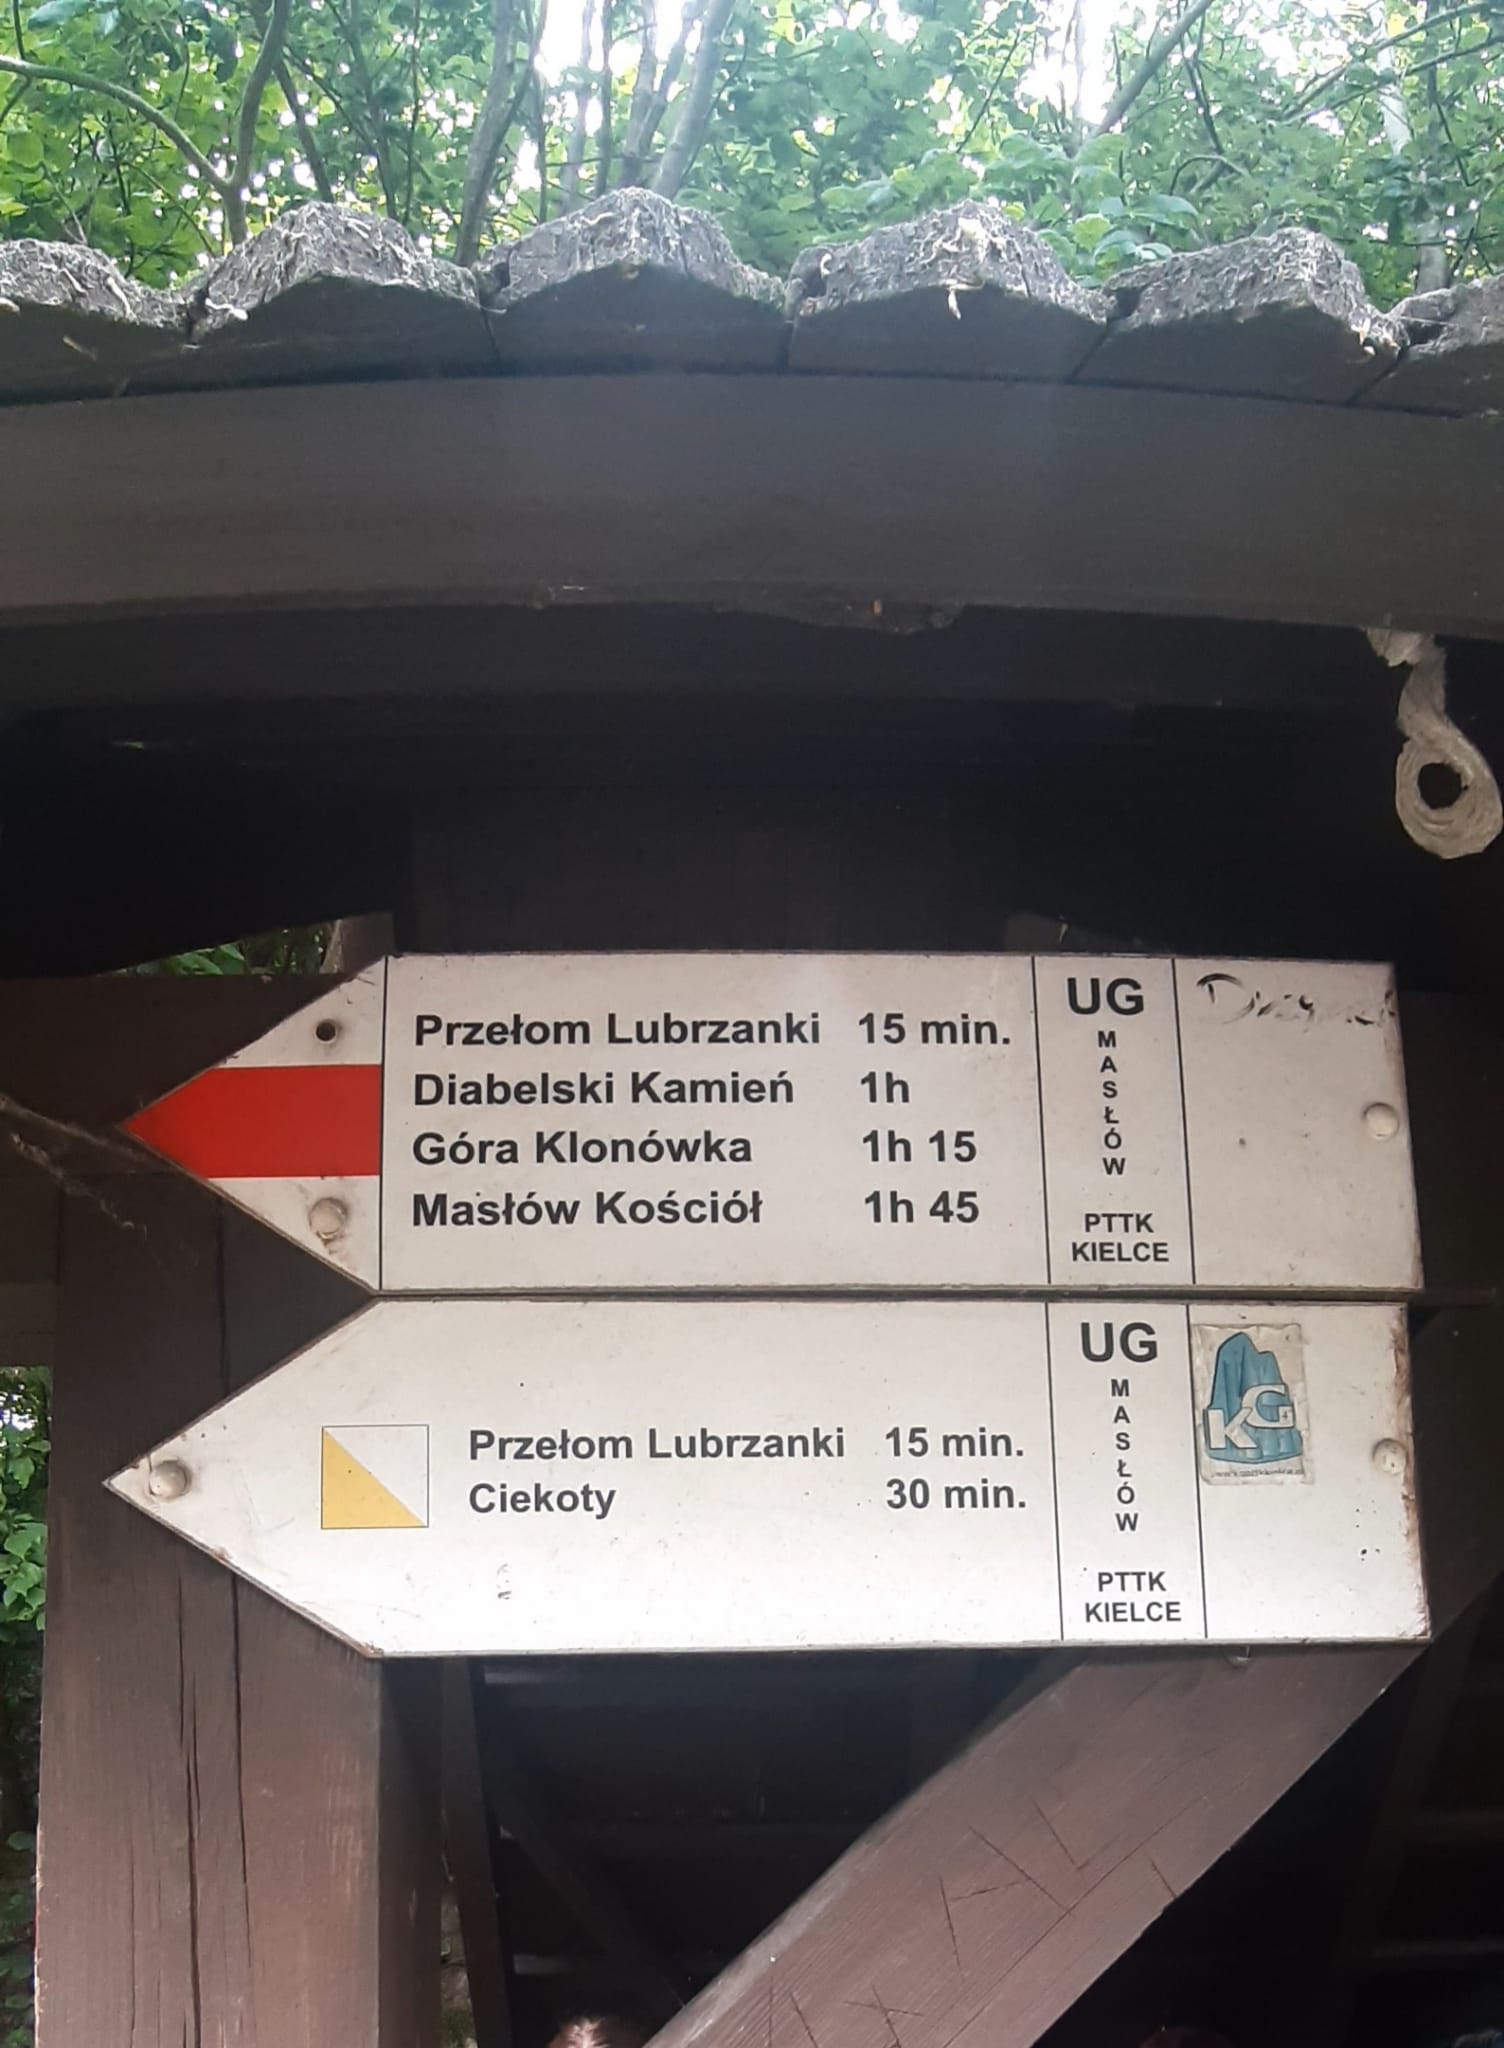 Przełom Lubrzanki 15 min.
Diabelski Kamień 1h
Góra Klonówka 1h 15
Masłów Kościół 1h 45
UG
MASŁÓW
PTTK
KIELCE
Przełom Lubrzanki 15 min.
Ciekoty 30 min.
UG
MASŁÓW
PTTK
KIELCE
KG